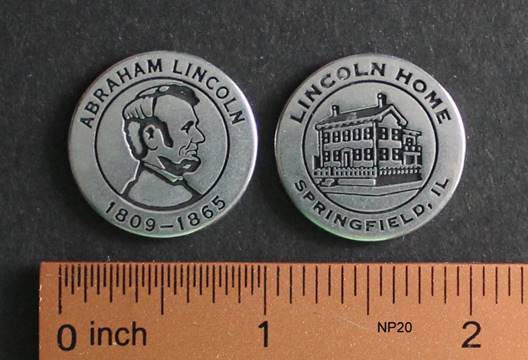 ABRAHAM LINCOLN
1809–1865
LINCOLN HOME
SPRINGFIELD, IL
0 inch 1 NP20 2